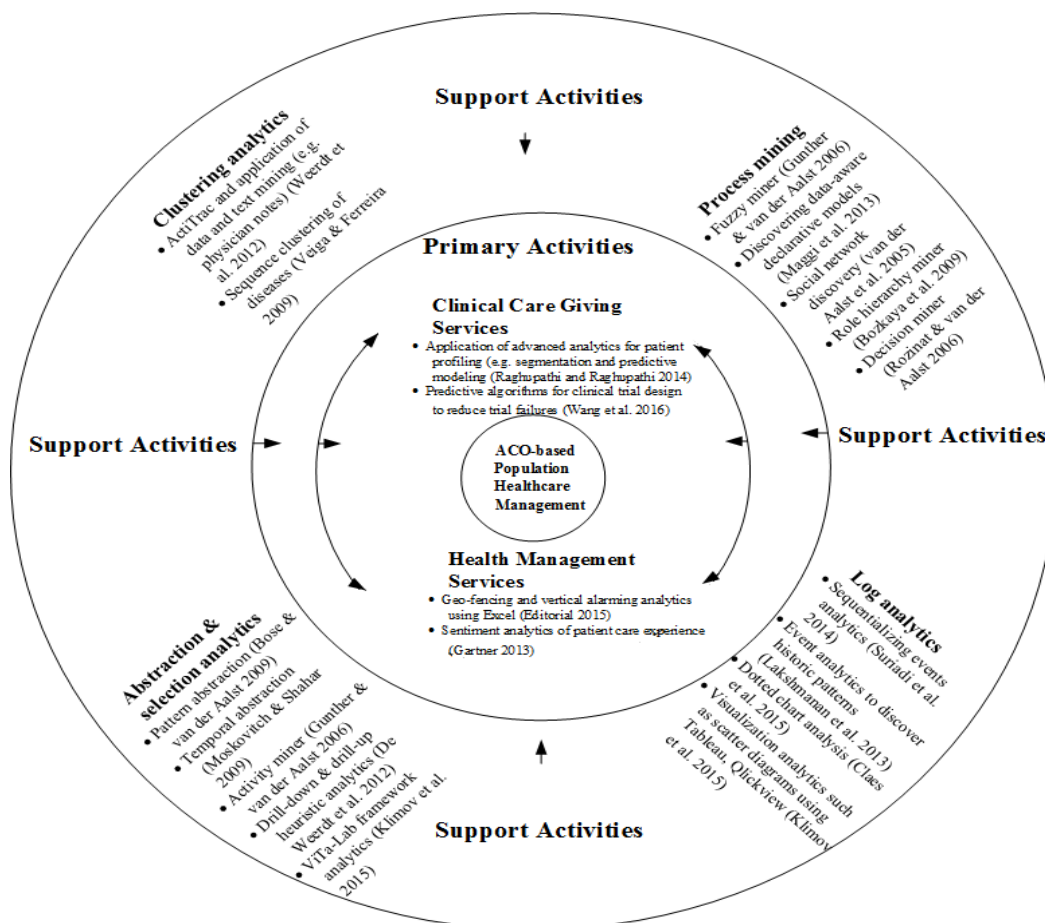 Support Activities
Clustering analytics
• ActiTrac and application of
data and text mining (e.g.
physician notes) (Weerdt et
al. 2012)
• Sequence clustering of
diseases (Veiga & Ferreira
2009)
Process mining
• Fuzzy miner (Gunther
& van der Aalst 2006)
• Discovering data-aware
declarative models
(Maggi et al. 2013)
• Social network
discovery (van der
Aalst et al. 2005)
• Role hierarchy miner
(Bozkaya et al. 2009)
• Decision miner
(Rozinat & van der
Aalst 2006)
Primary Activities
Clinical Care Giving
Services
• Application of advanced analytics for patient
profiling (e.g. segmentation and predictive
modeling (Raghupathi and Raghupathi 2014)
• Predictive algorithms for clinical trial design
to reduce trial failures (Wang et al. 2016)
Support Activities
Support Activities
ACO-based
Population
Healthcare
Management
Health Management
Services
• Geo-fencing and vertical alarming analytics
using Excel (Editorial 2015)
• Sentiment analytics of patient care experience
(Gartner 2013)
Abstraction &
selection analytics
• Pattern abstraction (Bose &
van der Aalst 2009)
• Temporal abstraction
(Moskovitch & Shahar
2009)
• Activity miner (Gunther &
van der Aalst 2006)
• Drill-down & drill-up
heuristic analytics (De
Weerdt et al. 2012)
• ViTa-Lab framework
analytics (Klimov et al.
2015)
Log analytics
• Sequentializing events
analytics (Suriadi et al.
2014)
• Event analytics to discover
historic patterns
(Lakshmanan et al. 2013)
• Dotted chart analysis (Claes
et al. 2015)
• Visualization analytics such
as scatter diagrams using
Tableau, Qlickview (Klimov
et al. 2015)
Support Activities